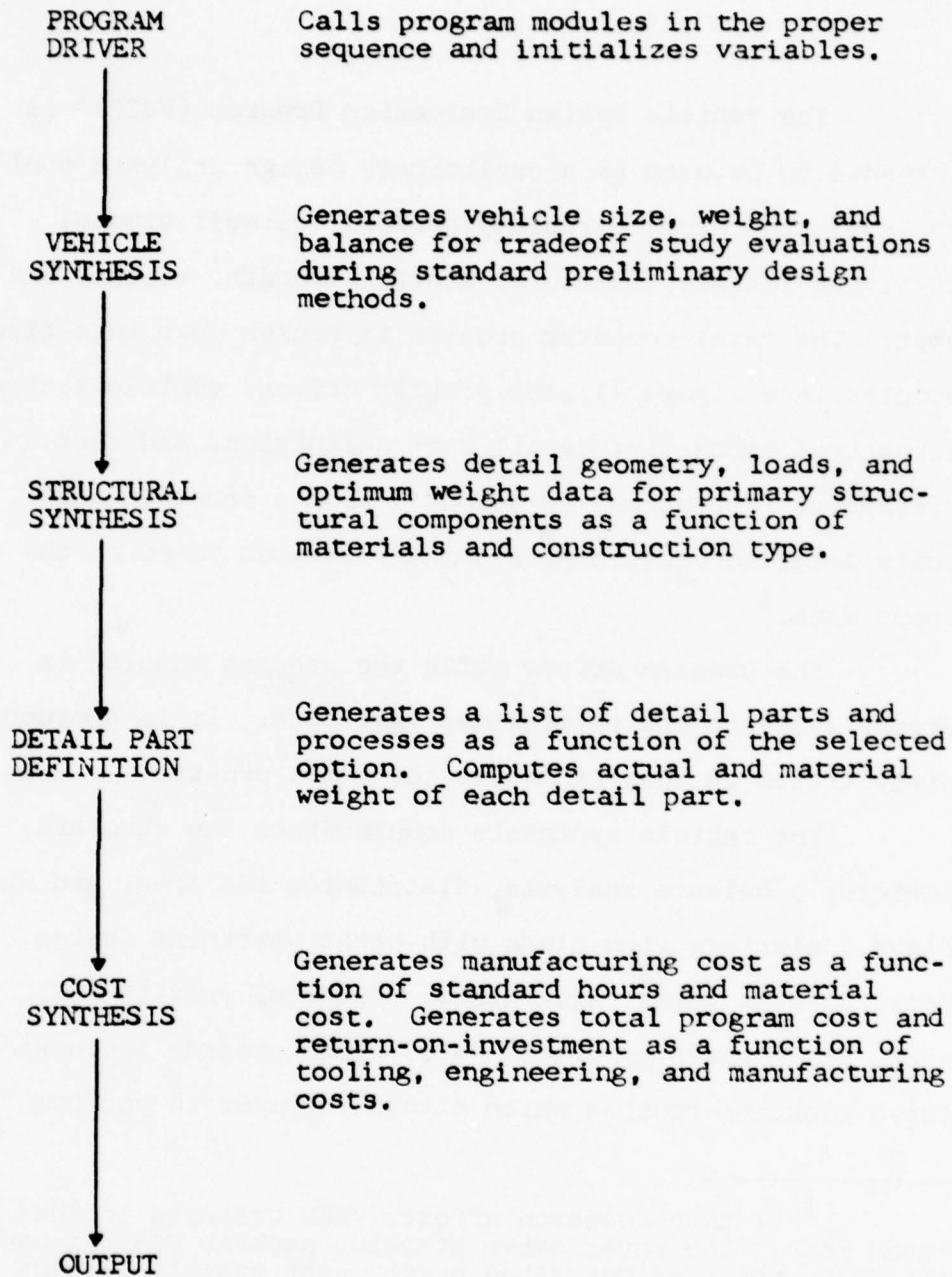 PROGRAM
DRIVER
Calls program modules in the proper
sequence and initializes variables.
VEHICLE
SYNTHESIS
Generates vehicle size, weight, and
balance for tradeoff study evaluations
during standard preliminary design
methods.
STRUCTURAL
SYNTHESIS
Generates detail geometry, loads, and
optimum weight data for primary struc-
tural components as a function of
materials and construction type.
DETAIL PART
DEFINITION
Generates a list of detail parts and
processes as a function of the selected
option. Computes actual and material
weight of each detail part.
COST
SYNTHESIS
Generates manufacturing cost as a func-
tion of standard hours and material
cost. Generates total program cost and
return-on-investment as a function of
tooling, engineering, and manufacturing
costs.
OUTPUT